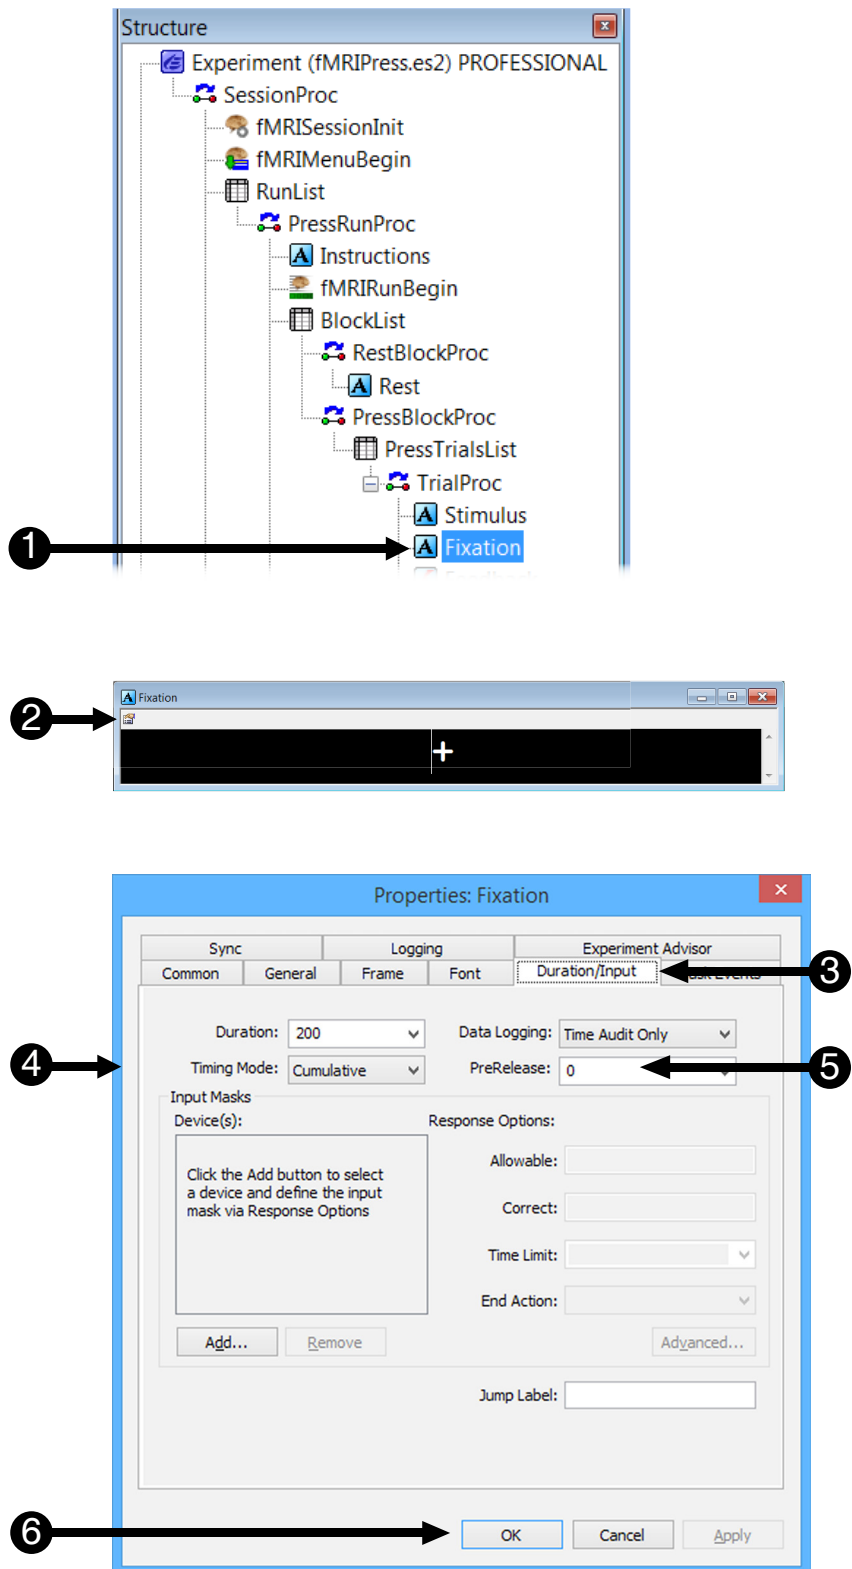 Structure
Experiment (fMRIPress.es2) PROFESSIONAL
SessionProc
fMRISessionInit
fMRIMenuBegin
RunList
PressRunProc
Instructions
fMRIRunBegin
BlockList
RestBlockProc
Rest
PressBlockProc
PressTrialsList
TrialProc
Stimulus
1 Fixation
Fixation
2
Properties: Fixation
Sync Logging Experiment Advisor
Common General Frame Font Duration/Input Events 3
Duration: 200 Data Logging: Time Audit Only
4 Timing Mode: Cumulative PreRelease: 0 5
Input Masks
Device(s): Response Options:
Click the Add button to select
a device and define the input
mask via Response Options
Allowable:
Correct:
Time Limit:
End Action:
Add... Remove Advanced...
Jump Label:
6 OK Cancel Apply